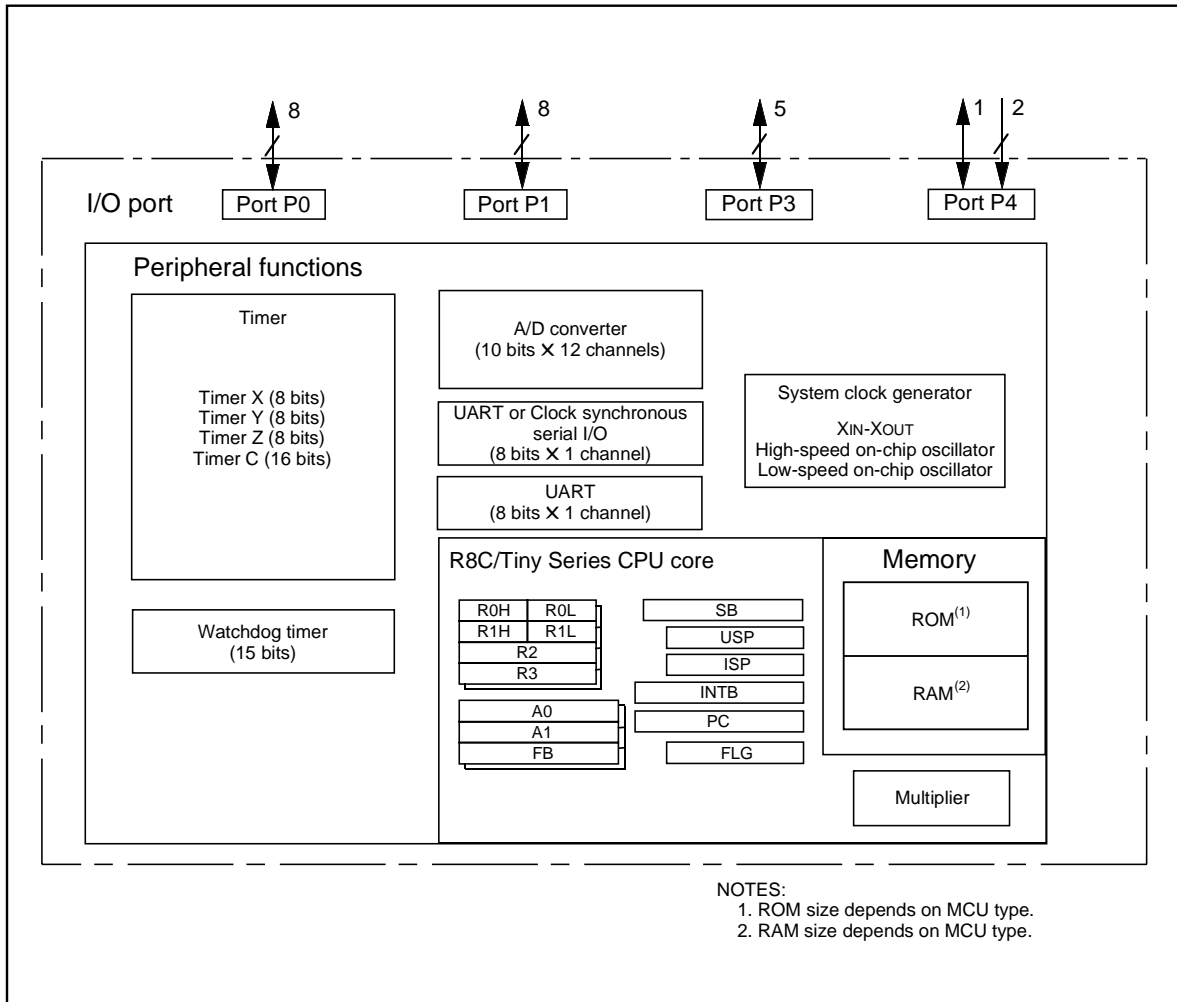 8
8
5
1
2
I/O port
Port P0
Port P1
Port P3
Port P4
Peripheral functions
Timer
Timer X (8 bits)
Timer Y (8 bits)
Timer Z (8 bits)
Timer C (16 bits)
Watchdog timer
(15 bits)
A/D converter
(10 bits × 12 channels)
UART or Clock synchronous
serial I/O
(8 bits × 1 channel)
UART
(8 bits × 1 channel)
System clock generator
XIN-XOUT
High-speed on-chip oscillator
Low-speed on-chip oscillator
R8C/Tiny Series CPU core
R0H
R0L
R1H
R1L
R2
R3
A0
A1
FB
SB
USP
ISP
INTB
PC
FLG
Memory
ROM(1)
RAM(2)
Multiplier
NOTES:
1. ROM size depends on MCU type.
2. RAM size depends on MCU type.